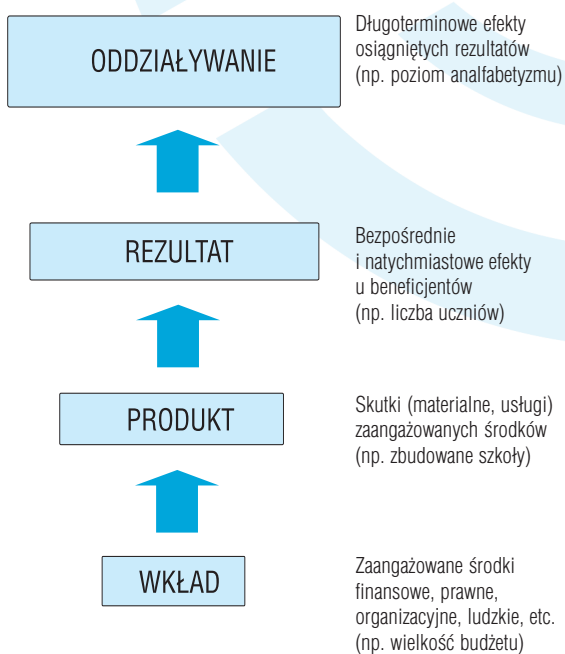 ODDZIAŁYWANIE
Długoterminowe efekty
osiągniętych rezultatów
(np. poziom analfabetyzmu)
REZULTAT
Bezpośrednie
i natychmiastowe efekty
u beneficjentów
(np. liczba uczniów)
PRODUKT
Skutki (materialne, usługi)
zaangażowanych środków
(np. zbudowane szkoły)
WKŁAD
Zaangażowane środki
finansowe, prawne,
organizacyjne, ludzkie, etc.
(np. wielkość budżetu)